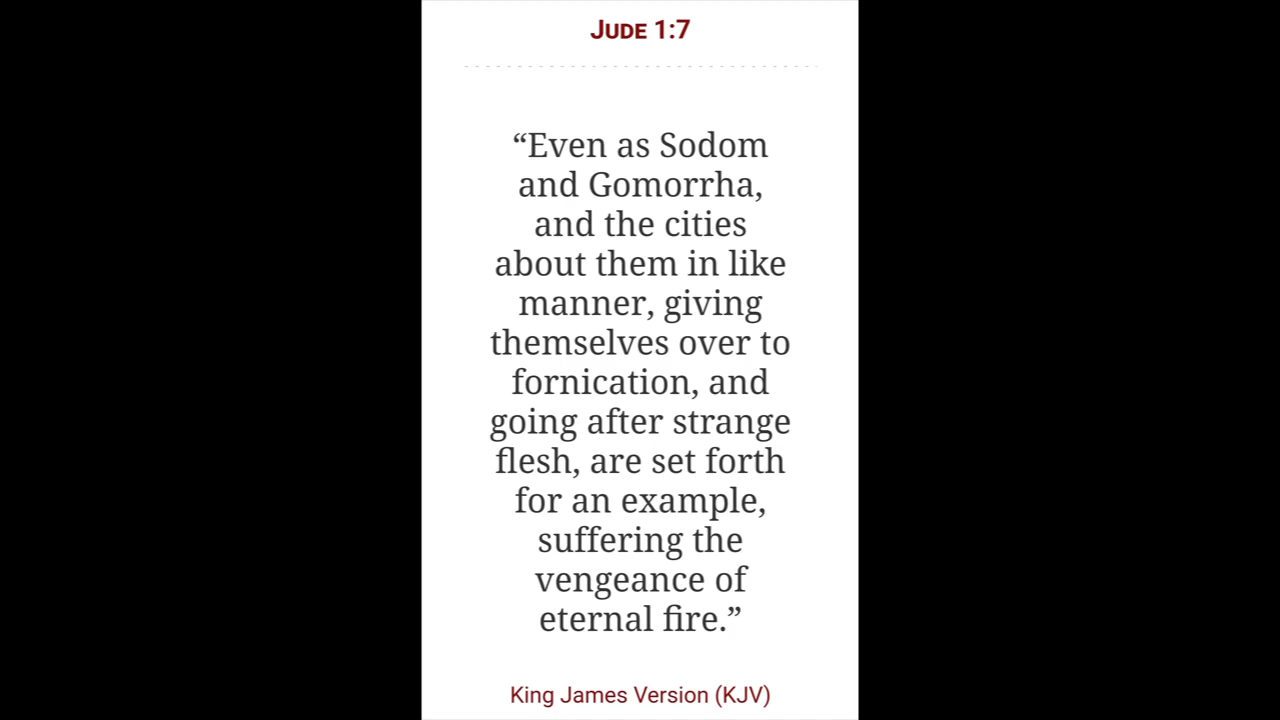 Jude 1:7
“Even as Sodom
and Gomorrha,
and the cities
about them in like
manner, giving
themselves over to
fornication, and
going after strange
flesh, are set forth
for an example,
suffering the
vengeance of
eternal fire.”
King James Version (KJV)